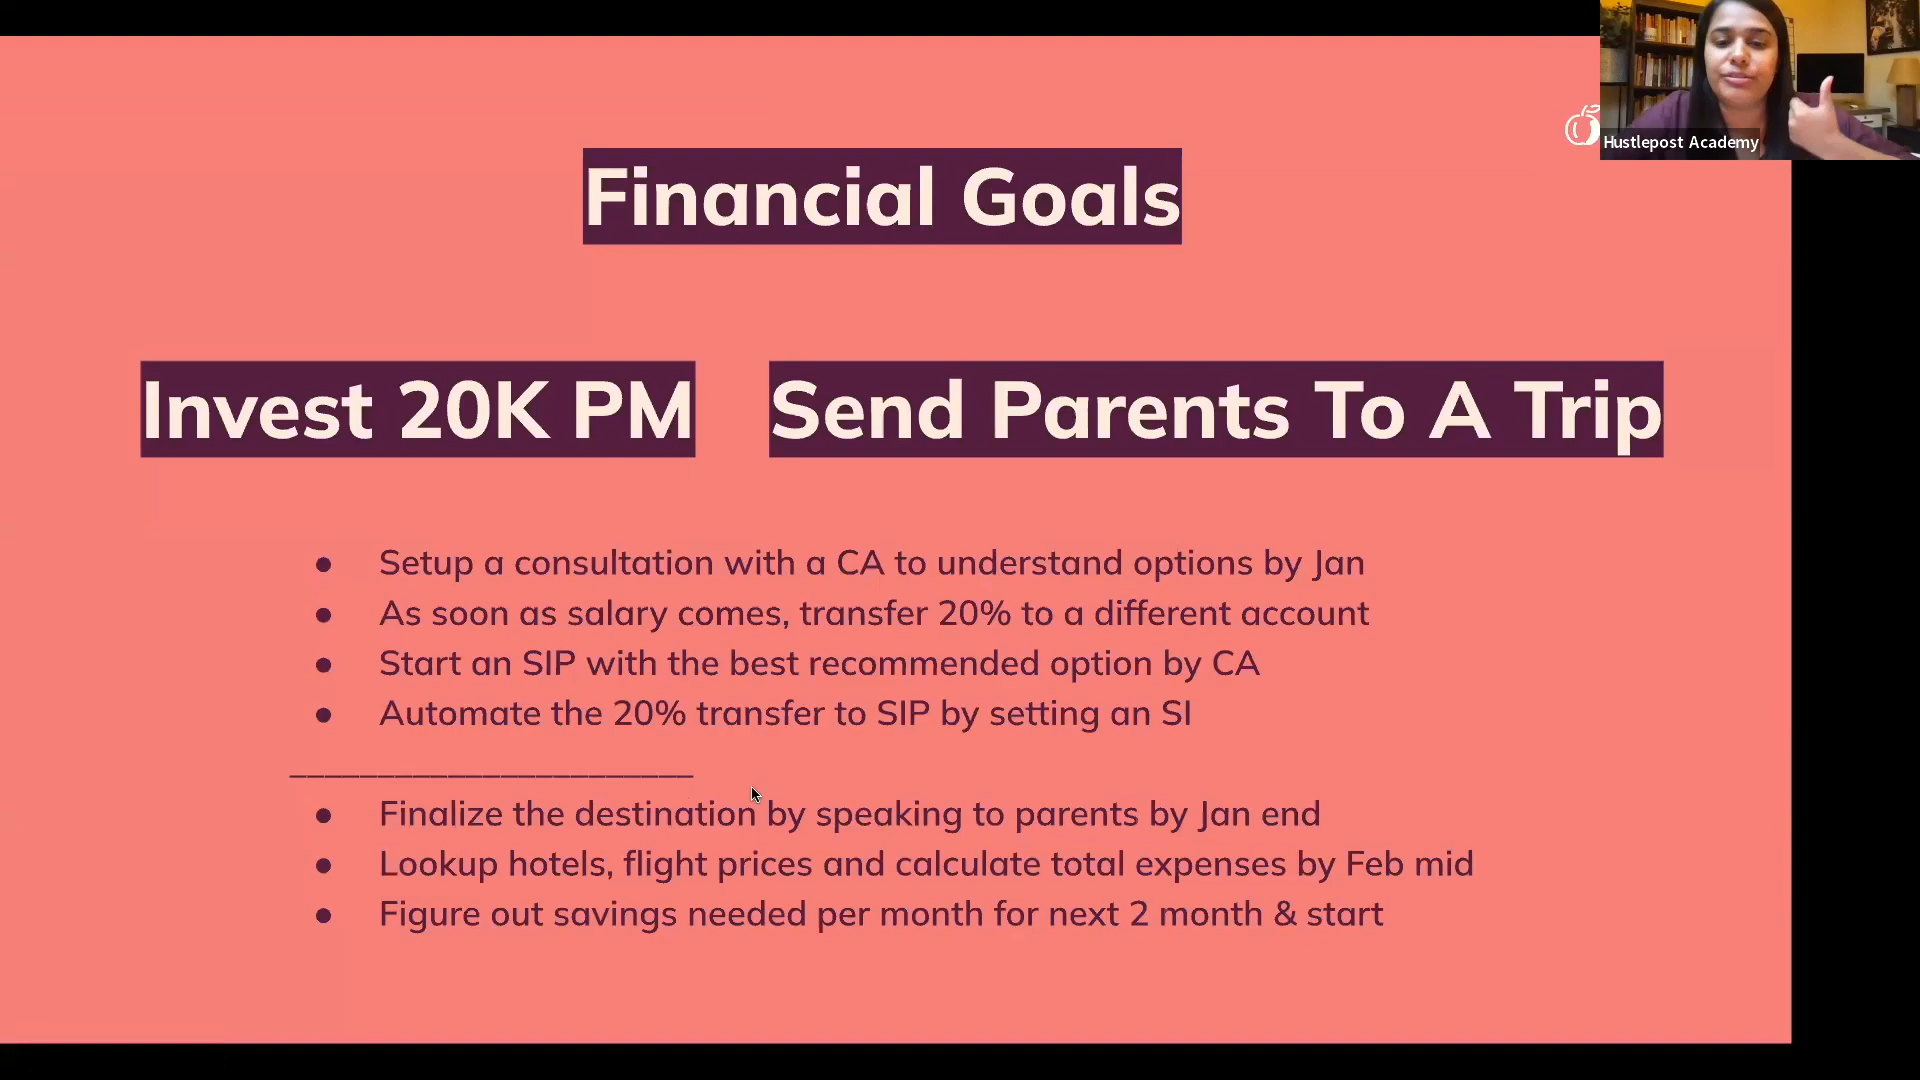 Hustlepost Academy
Financial Goals
Invest 20K PM
Send Parents To A Trip
● Setup a consultation with a CA to understand options by Jan
● As soon as salary comes, transfer 20% to a different account
● Start an SIP with the best recommended option by CA
● Automate the 20% transfer to SIP by setting an SI
_______________________
● Finalize the destination by speaking to parents by Jan end
● Lookup hotels, flight prices and calculate total expenses by Feb mid
● Figure out savings needed per month for next 2 month & start